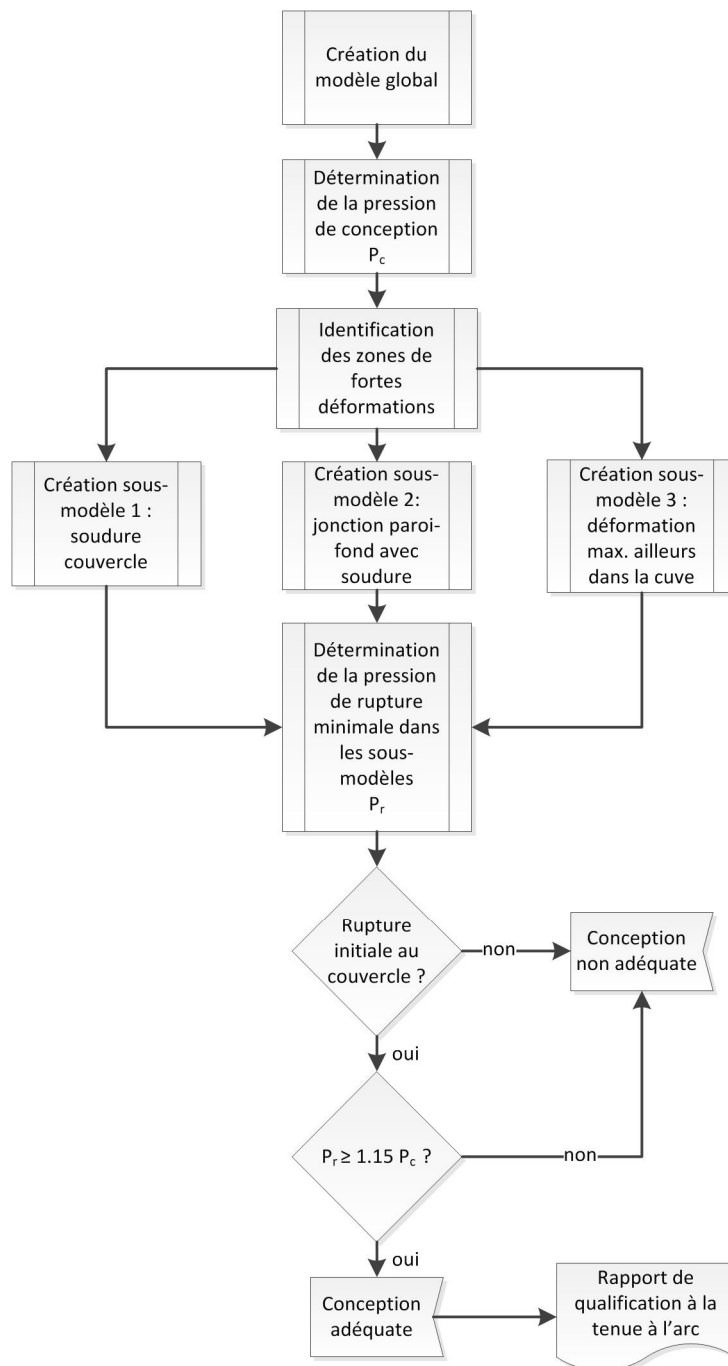 Création du
modèle global
Détermination
de la pression
de conception
Pc
Identification
des zones de
fortes
déformations
Création sous-
modèle 1 :
soudure
couvercle
Création sous-
modèle 2:
jonction paroi-
fond avec
soudure
Création sous-
modèle 3 :
déformation
max. ailleurs
dans la cuve
Détermination
de la pression
de rupture
minimale dans
les sous-
modèles
Pr
Rupture
initiale au
couvercle ?
non
Conception
non adéquate
oui
Pr ≥ 1.15 Pc ?
non
oui
Conception
adéquate
Rapport de
qualification à la
tenue à l'arc